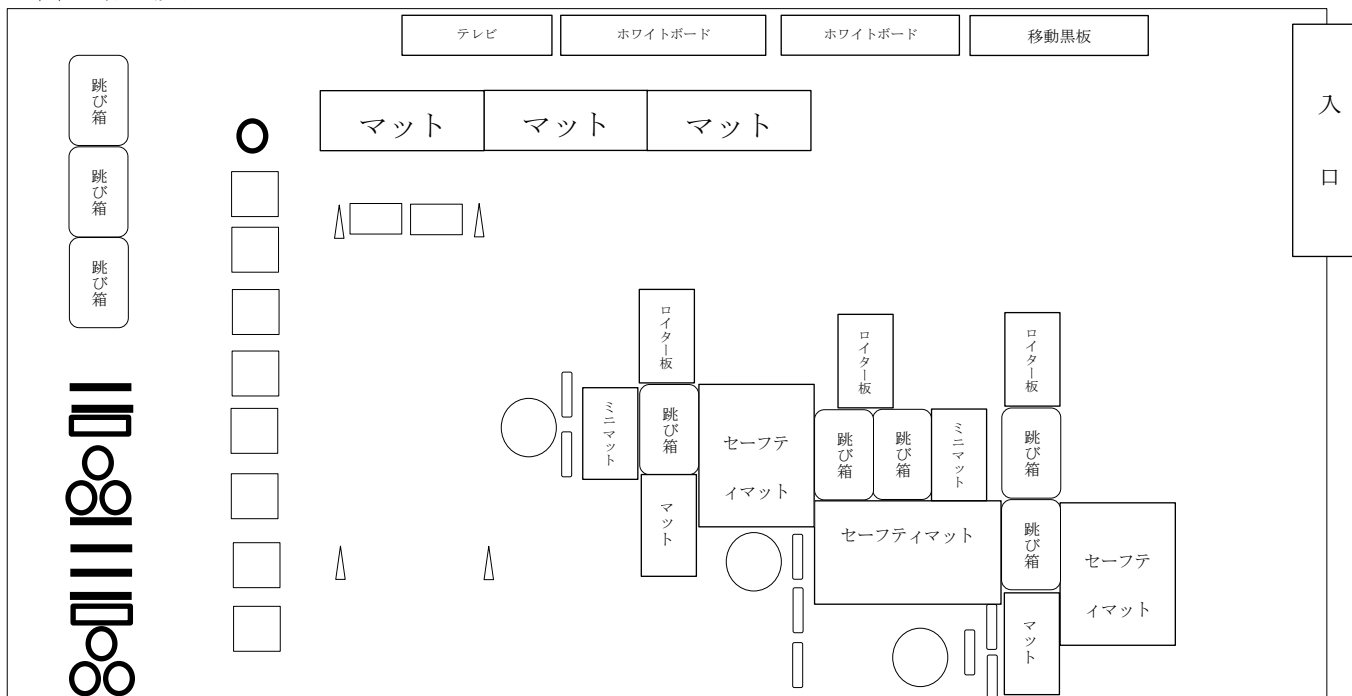 テレビ
ホワイトボード
ホワイトボード
移動黒板
入口
マット
マット
マット
跳び箱
跳び箱
跳び箱
ロイター板
ロイター板
ロイター板
ミニマット
跳び箱
セーフテ
ィマット
マット
跳び箱
跳び箱
ミニマット
セーフティマット
跳び箱
跳び箱
セーフテ
ィマット
マット